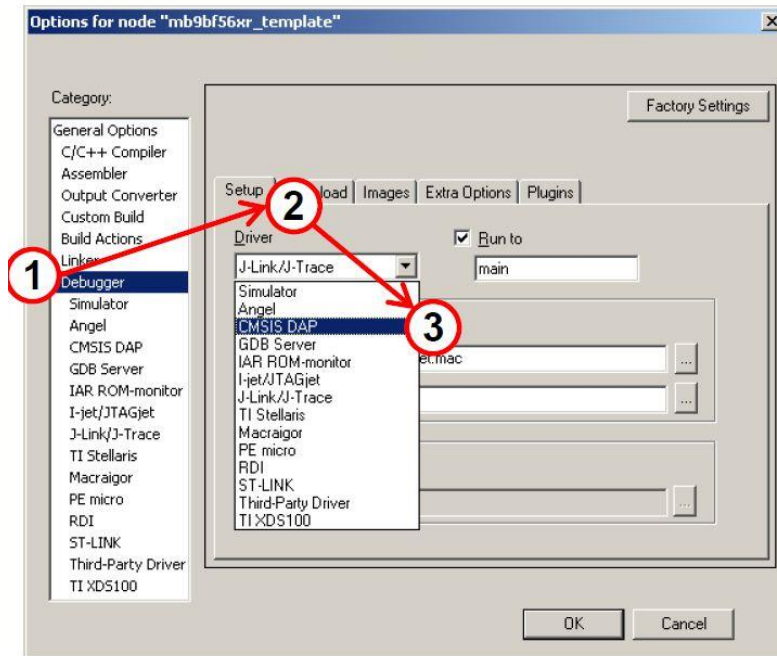 Options for node "mb9bf56xr_template"
Category:
Factory Settings
General Options
C/C++ Compiler
Assembler
Output Converter
Custom Build
Build Actions
Linker
Debugger
Simulator
Angel
CMSIS DAP
GDB Server
IAR ROM-monitor
I-jet/JTAGjet
J-Link/J-Trace
TI Stellaris
Macraigor
PE micro
RDI
ST-LINK
Third-Party Driver
TI XDS100
1
Setup
2
load
Images
Extra Options
Plugins
Driver
Run to
J-Link/J-Trace
main
Simulator
Angel
CMSIS DAP
3
GDB Server
IAR ROM-monitor
et.mac
...
I-jet/JTAGjet
J-Link/J-Trace
...
TI Stellaris
Macraigor
PE micro
RDI
ST-LINK
Third-Party Driver
...
TI XDS100
OK
Cancel